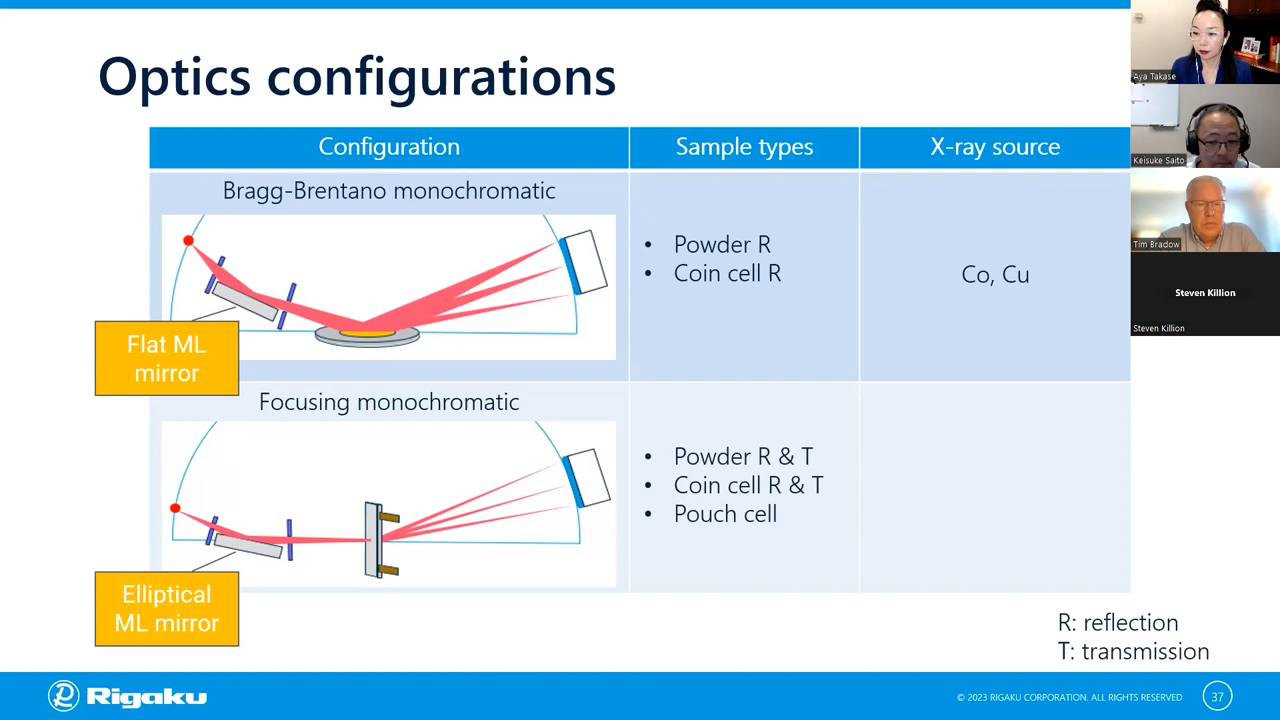 Optics configurations
Configuration
Sample types
X-ray source
Bragg-Brentano monochromatic
• Powder R
• Coin cell R
Co, Cu
Flat ML
mirror
Focusing monochromatic
• Powder R & T
• Coin cell R & T
• Pouch cell
Elliptical
ML mirror
R: reflection
T: transmission
Rigaku
© 2023 RIGAKU CORPORATION. ALL RIGHTS RESERVED
37
Aya Takase
Keisuke Saito
Tim Bradow
Steven Killion
Steven Killion